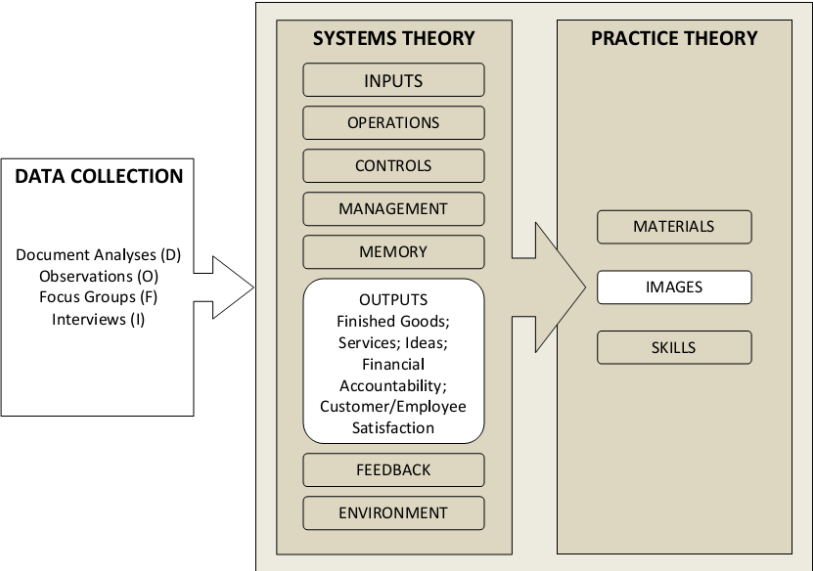 DATA COLLECTION
Document Analyses (D)
Observations (O)
Focus Groups (F)
Interviews (I)
SYSTEMS THEORY
INPUTS
OPERATIONS
CONTROLS
MANAGEMENT
MEMORY
OUTPUTS
Finished Goods;
Services; Ideas;
Financial
Accountability;
Customer/Employee
Satisfaction
FEEDBACK
ENVIRONMENT
PRACTICE THEORY
MATERIALS
IMAGES
SKILLS